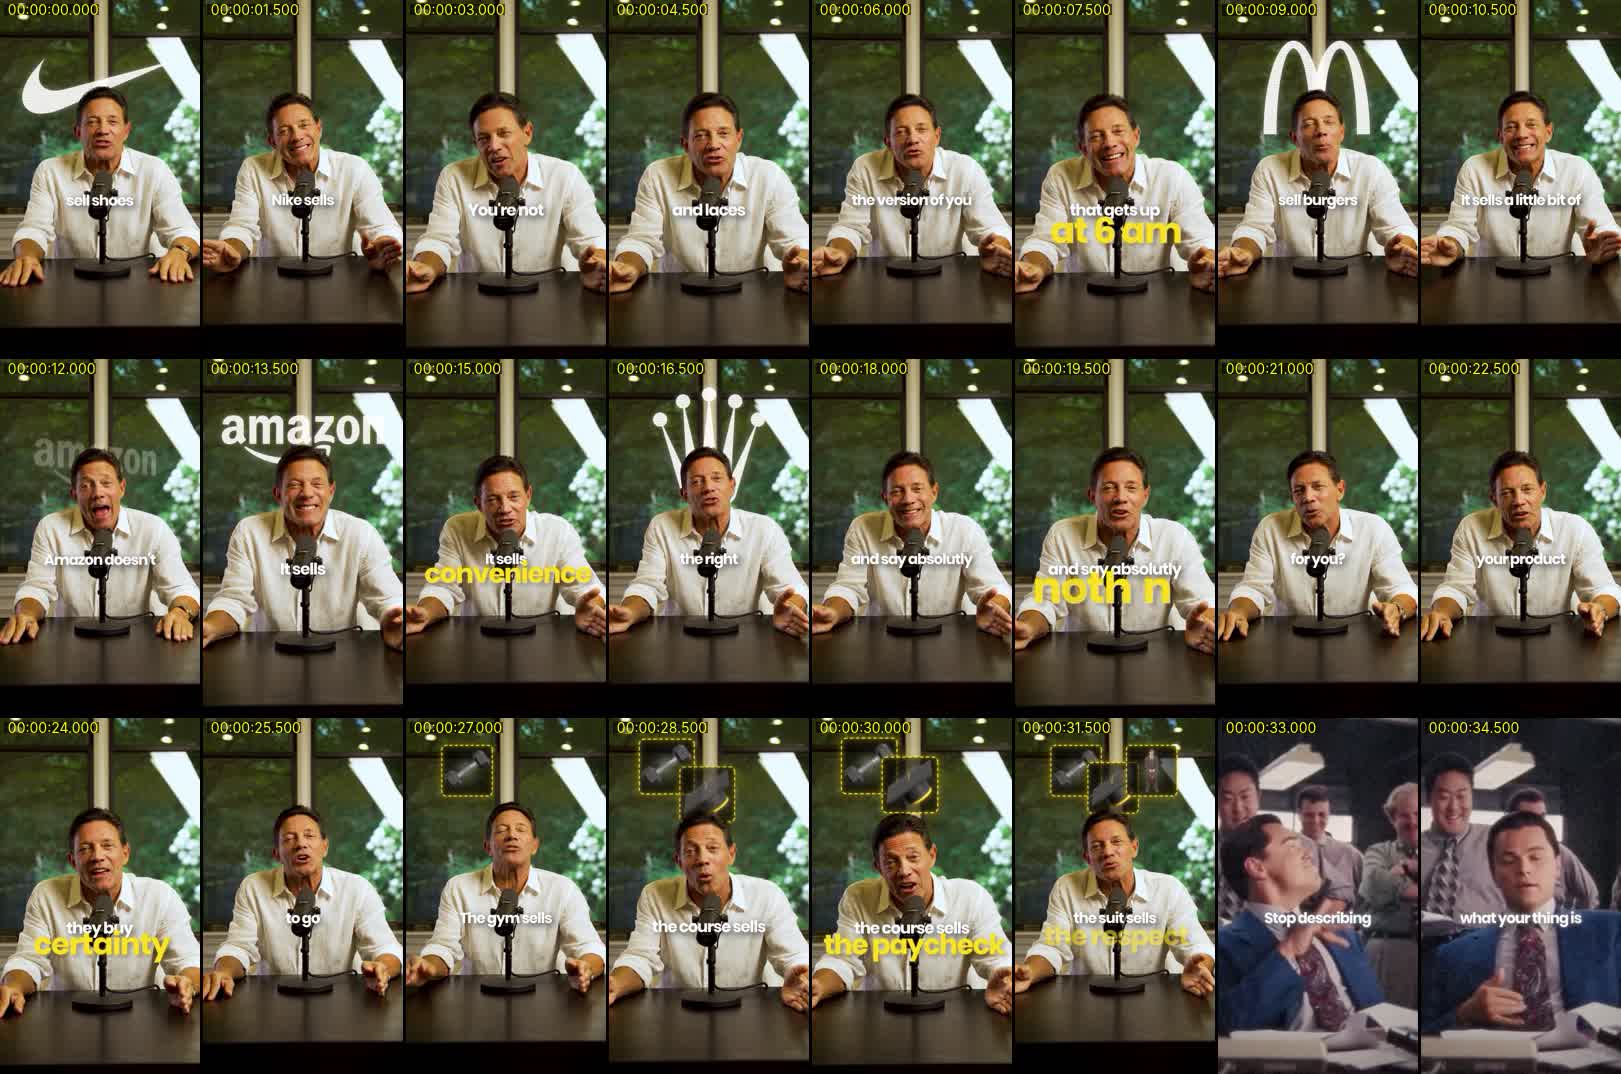 00:00:00.000
sell shoes
00:00:01.500
Nike sells
00:00:03.000
You're not
00:00:04.500
and laces
00:00:06.000
the version of you
00:00:07.500
that gets up
at 6 am
00:00:09.000
sell burgers
00:00:10.500
It sells a little bit of
00:00:12.000
amazon
Amazon doesn't
00:00:13.500
amazon
It sells
00:00:15.000
It sells
convenience
00:00:16.500
the right
00:00:18.000
and say absolutly
00:00:19.500
and say absolutly
noth n
00:00:21.000
for you?
00:00:22.500
your product
00:00:24.000
they buy
certainty
00:00:25.500
to go
00:00:27.000
The gym sells
00:00:28.500
the course sells
00:00:30.000
the course sells
the paycheck
00:00:31.500
the suit sells
the respect
00:00:33.000
Stop describing
00:00:34.500
what your thing is